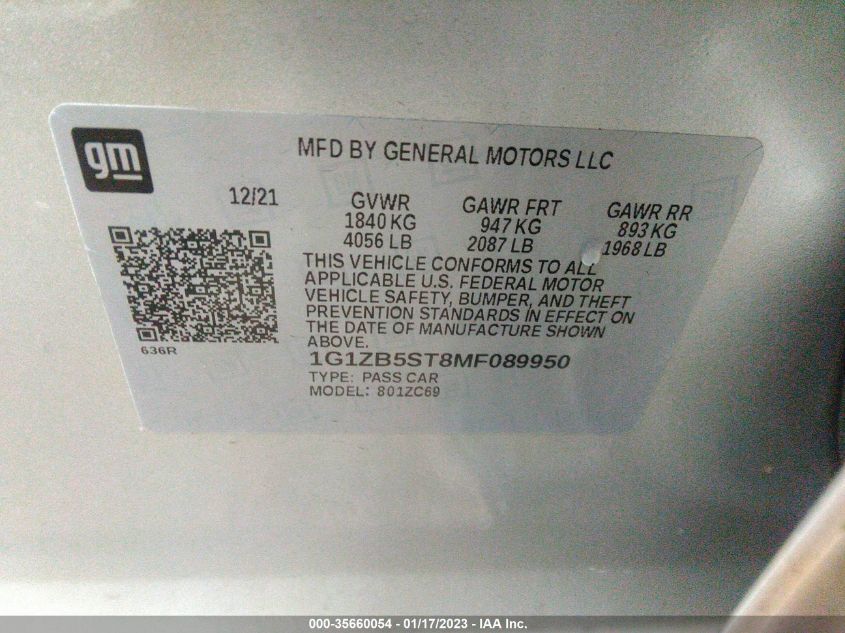 gm
MFD BY GENERAL MOTORS LLC
12/21 GVWR GAWR FRT GAWR RR
1840 KG 947 KG 893 KG
4056 LB 2087 LB 1968 LB
THIS VEHICLE CONFORMS TO ALL
APPLICABLE U.S. FEDERAL MOTOR
VEHICLE SAFETY, BUMPER, AND THEFT
PREVENTION STANDARDS IN EFFECT ON
THE DATE OF MANUFACTURE SHOWN
ABOVE.
636R
1G1ZB5ST8MF089950
TYPE: PASS CAR
MODEL: 801ZC69
000-35660054 - 01/17/2023 - IAA Inc.